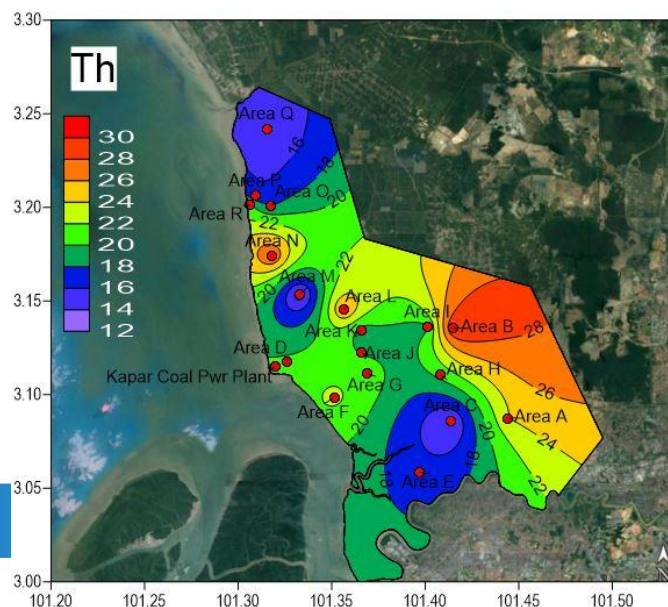 3.30
Th
3.25
Area Q
30
28
26
24
22
20
18
16
14
12
16
18
20
3.20
Area P
Area O
Area R
22
Area N
20
Area M
22
3.15
Area L
Area I
Area B
28
Area K
Area D
Area J
Kapar Coal Pwr Plant
Area H
26
3.10
Area G
Area F
20
Area C
Area A
24
20
18
3.05
18
Area E
22
3.00
N
101.20
101.25
101.30
101.35
101.40
101.45
101.50